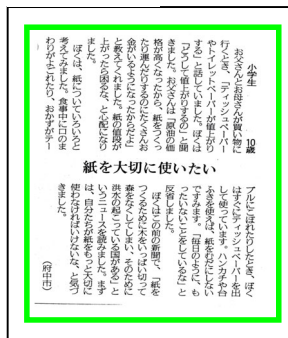 小学生　10歳
お父さんとお母さんが買い物に
行くとき、「ティッシュペーパー
やトイレットペーパーが値上がり
する」と話していました。ぼくは
「どうして値上がりするの」と聞
きました。お父さんは「原油の価
格が高くなったから、紙をつくっ
たり運んだりするのにたくさんお
金がいるようになったからだよ」
と教えてくれました。紙の値段が
上がったら困るな、と心配になり
ました。
ぼくは、紙についていろいろと
考えてみました。食事中に口のま
わりがよごれたり、おかずがテー
紙を大切に使いたい
ブルにこぼれたりしたとき、ぼく
はすぐにティッシュペーパーを出
して使っています。ハンカチや台
ふきを使えば、紙をむだにしない
ですみます。「毎日のように、も
ったいないことをしているな」と
反省しました。
ぼくはこの前の新聞で、「紙を
つくるために木をいっぱい切って
森をなくしてしまい、そのために
洪水の起こっている国がある」と
いうニュースを読みました。まず
は、自分たちが紙をもっと大切に
使わなければいけないな、と気づ
きました。
（府中市）